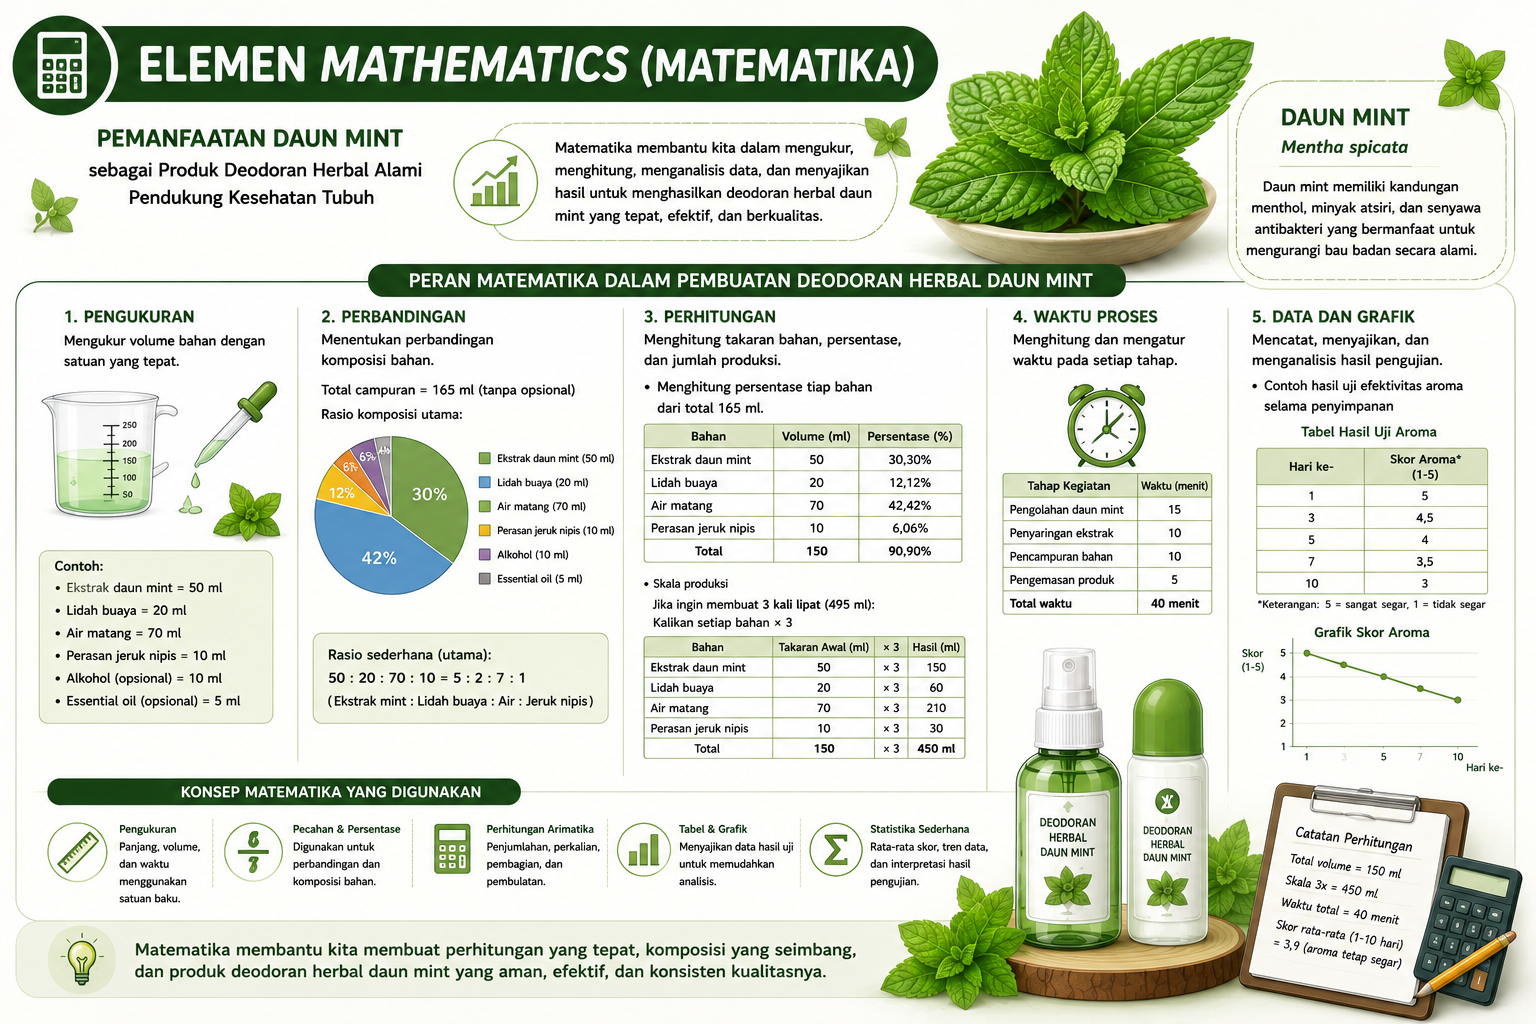 ELEMEN MATHEMATICS (MATEMATIKA)
PEMANFAATAN DAUN MINT
sebagai Produk Deodoran Herbal Alami
Pendukung Kesehatan Tubuh
Matematika membantu kita dalam mengukur,
menghitung, menganalisis data, dan menyajikan
hasil untuk menghasilkan deodoran herbal daun
mint yang tepat, efektif, dan berkualitas.
DAUN MINT
Mentha spicata
Daun mint memiliki kandungan
menthol, minyak atsiri, dan senyawa
antibakteri yang bermanfaat untuk
mengurangi bau badan secara alami.
PERAN MATEMATIKA DALAM PEMBUATAN DEODORAN HERBAL DAUN MINT
1. PENGUKURAN
Mengukur volume bahan dengan
satuan yang tepat.
250
200
150
100
50
Contoh:
• Ekstrak daun mint = 50 ml
• Lidah buaya = 20 ml
• Air matang = 70 ml
• Perasan jeruk nipis = 10 ml
• Alkohol (opsional) = 10 ml
• Essential oil (opsional) = 5 ml
2. PERBANDINGAN
Menentukan perbandingan
komposisi bahan.
Total campuran = 165 ml (tanpa opsional)
Rasio komposisi utama:
30%
42%
12%
6%
6%
Ekstrak daun mint (50 ml)
Lidah buaya (20 ml)
Air matang (70 ml)
Perasan jeruk nipis (10 ml)
Alkohol (10 ml)
Essential oil (5 ml)
Rasio sederhana (utama):
50 : 20 : 70 : 10 = 5 : 2 : 7 : 1
(Ekstrak mint : Lidah buaya : Air : Jeruk nipis)
3. PERHITUNGAN
Menghitung takaran bahan, persentase,
dan jumlah produksi.
• Menghitung persentase tiap bahan
dari total 165 ml.
Bahan Volume (ml) Persentase (%)
Ekstrak daun mint 50 30,30%
Lidah buaya 20 12,12%
Air matang 70 42,42%
Perasan jeruk nipis 10 6,06%
Total 150 90,90%
• Skala produksi
Jika ingin membuat 3 kali lipat (495 ml):
Kalikan setiap bahan × 3
Bahan Takaran Awal (ml) × 3 Hasil (ml)
Ekstrak daun mint 50 × 3 150
Lidah buaya 20 × 3 60
Air matang 70 × 3 210
Perasan jeruk nipis 10 × 3 30
Total 150 × 3 450 ml
4. WAKTU PROSES
Menghitung dan mengatur
waktu pada setiap tahap.
Tahap Kegiatan Waktu (menit)
Pengolahan daun mint 15
Penyaringan ekstrak 10
Pencampuran bahan 10
Pengemasan produk 5
Total waktu 40 menit
DEODORAN
HERBAL
DAUN MINT
DEODORAN
HERBAL
DAUN MINT
5. DATA DAN GRAFIK
Mencatat, menyajikan, dan
menganalisis hasil pengujian.
• Contoh hasil uji efektivitas aroma
selama penyimpanan
Tabel Hasil Uji Aroma
Hari ke- Skor Aroma*
(1-5)
1 5
3 4,5
5 4
7 3,5
10 3
*Keterangan: 5 = sangat segar, 1 = tidak segar
Grafik Skor Aroma
Skor
(1-5)
5
4
3
2
1
1 3 5 7 10
Hari ke-
KONSEP MATEMATIKA YANG DIGUNAKAN
Pengukuran
Panjang, volume,
dan waktu
menggunakan
satuan baku.
Pecahan & Persentase
Digunakan untuk
perbandingan dan
komposisi bahan.
Perhitungan Arimatika
Penjumlahan, perkalian,
pembagian, dan
pembulatan.
Tabel & Grafik
Menyajikan data hasil uji
untuk memudahkan
analisis.
Σ
Statistika Sederhana
Rata-rata skor, tren data,
dan interpretasi hasil
pengujian.
Catatan Perhitungan
Total volume = 150 ml
Skala 3x = 450 ml
Waktu total = 40 menit
Skor rata-rata (1-10 hari)
= 3,9 (aroma tetap segar)
Matematika membantu kita membuat perhitungan yang tepat, komposisi yang seimbang,
dan produk deodoran herbal daun mint yang aman, efektif, dan konsisten kualitasnya.